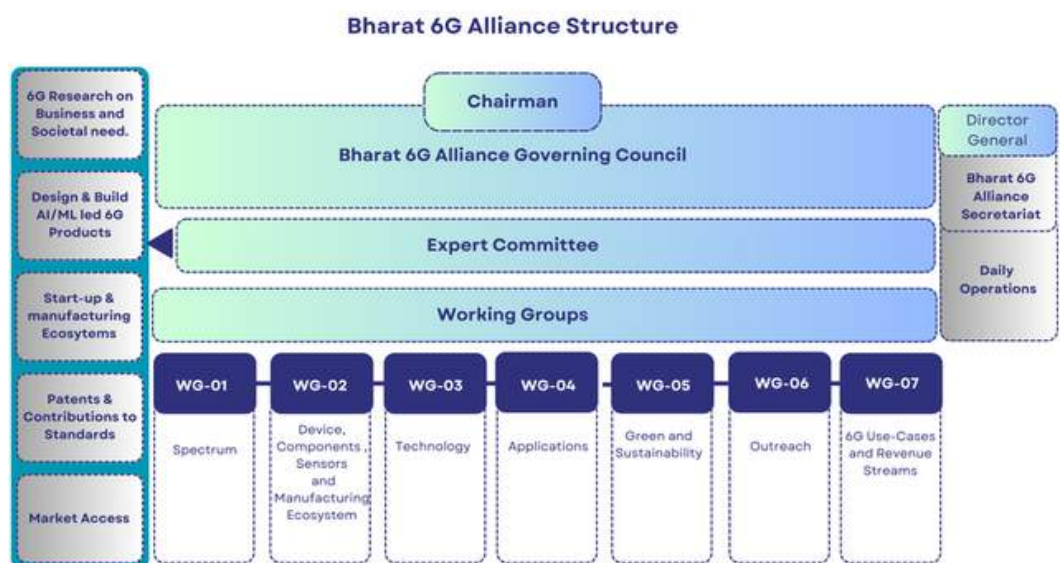 Bharat 6G Alliance Structure
6G Research on
Business and
Societal need.
Design & Build
AI/ML led 6G
Products
Start-up &
manufacturing
Ecosytems
Patents &
Contributions to
Standards
Market Access
Chairman
Bharat 6G Alliance Governing Council
Expert Committee
Working Groups
Director
General
Bharat 6G
Alliance
Secretariat
Daily
Operations
WG-01
Spectrum
WG-02
Device,
Components ,
Sensors
and
Manufacturing
Ecosystem
WG-03
Technology
WG-04
Applications
WG-05
Green and
Sustainability
WG-06
Outreach
WG-07
6G Use-Cases
and Revenue
Streams